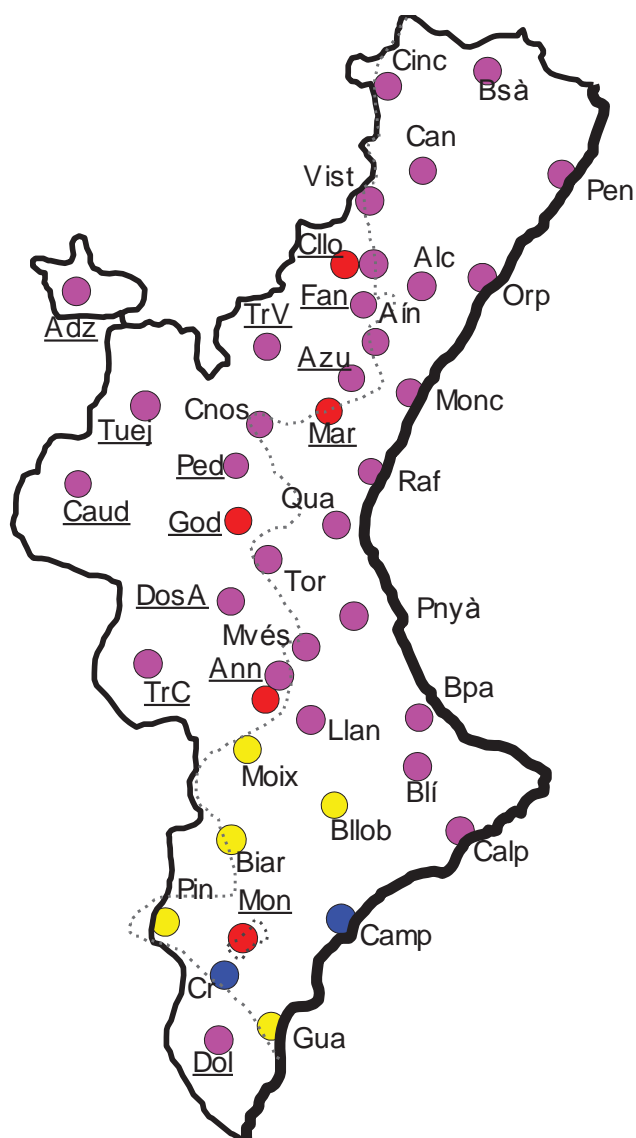 Cinc
Bsà
Can
Pen
Vist
Cllo
Alc
Orp
Fan
Adz
TrV
Aín
Azu
Monc
Cnos
Tuej
Mar
Ped
Raf
Caud
Qua
God
Tor
DosA
Pnyà
Mvés
Ann
TrC
Bpa
Llan
Moix
Blí
Bllob
Calp
Biar
Pin
Mon
Camp
Cr
Gua
Dol